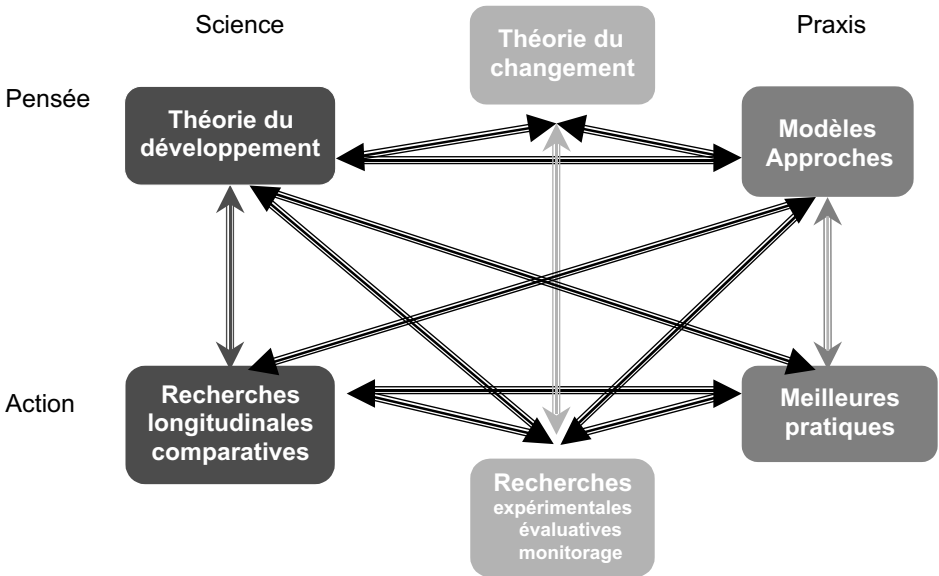 Science
Praxis
Théorie du
changement
Pensée
Théorie du
développement
Modèles
Approches
Action
Recherches
longitudinales
comparatives
Meilleures
pratiques
Recherches
expérimentales
évaluatives
monitorage